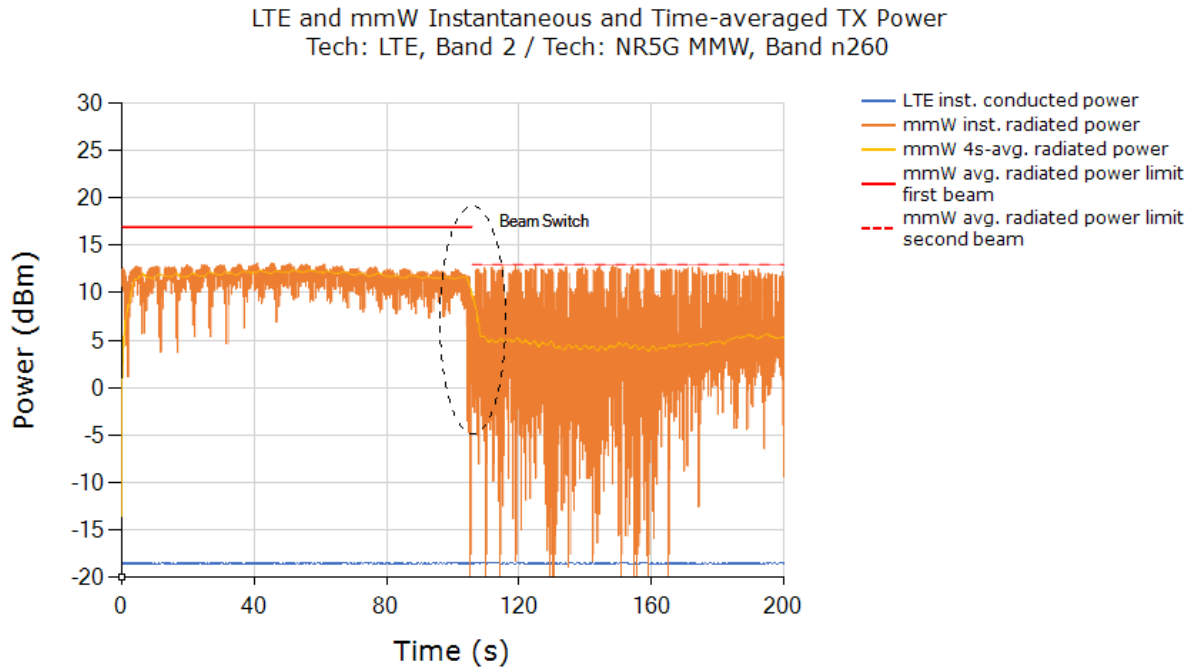 LTE and mmW Instantaneous and Time-averaged TX Power
Tech: LTE, Band 2 / Tech: NR5G MMW, Band n260
30
25
20
15
10
5
0
-5
-10
-15
-20
Power (dBm)
Beam Switch
0
40
80
120
160
200
Time (s)
LTE inst. conducted power
mmW inst. radiated power
mmW 4s-avg. radiated power
mmW avg. radiated power limit
first beam
mmW avg. radiated power limit
second beam